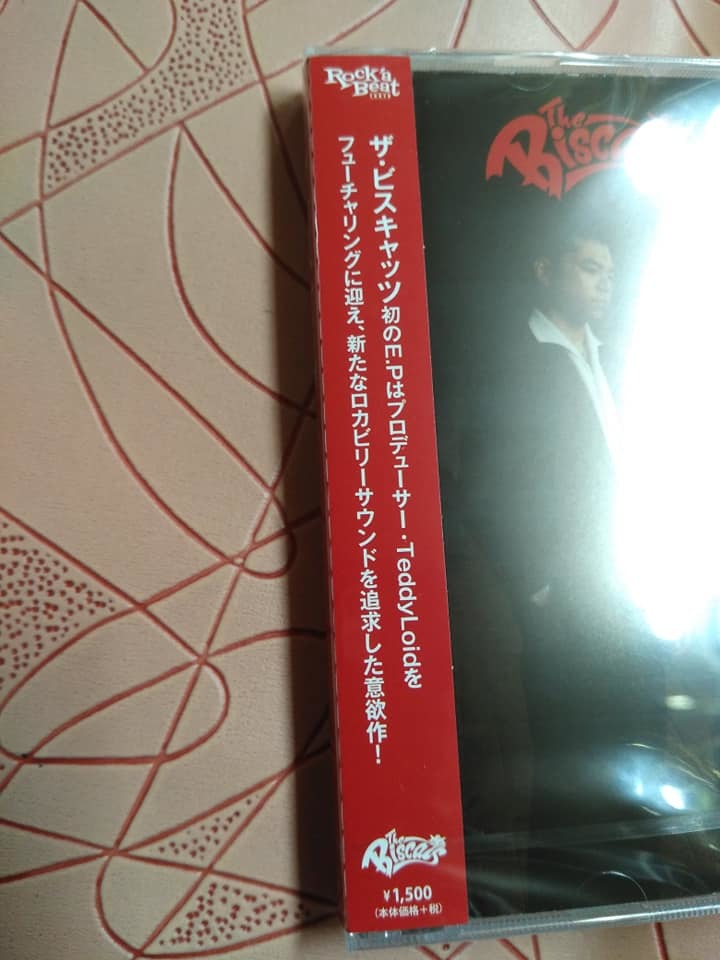 Rock'a
Beat
TOKYO
ザ・ビスキャッツ初のE.Pはプロデューサー・TeddyLoidを
フューチャリングに迎え、新たなロカビリーサウンドを追求した意欲作！
The
Biscats
¥1,500
(本体価格+税)
The